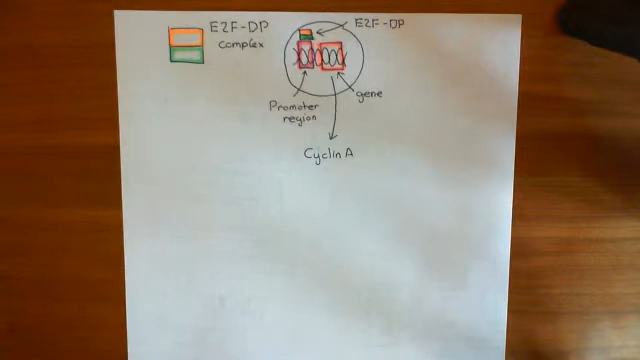 E2F-DP
complex
E2F-DP
Promoter
region
gene
Cyclin A